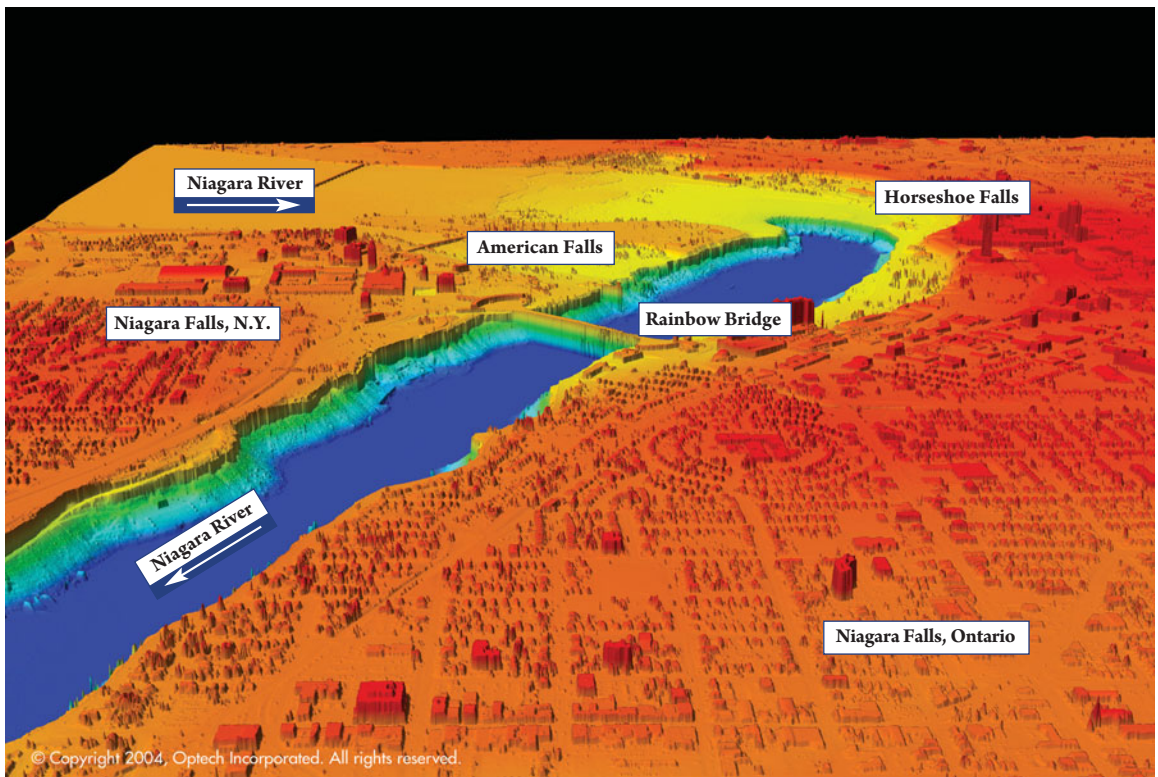 Niagara River
Horseshoe Falls
American Falls
Rainbow Bridge
Niagara Falls, N.Y.
Niagara River
Niagara Falls, Ontario
© Copyright 2004, Optech Incorporated. All rights reserved.